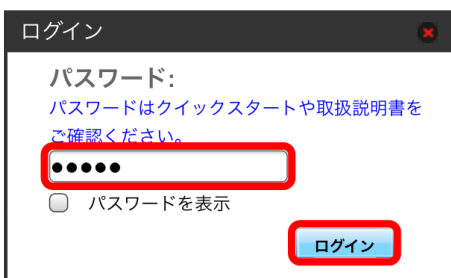 ログイン
パスワード:
パスワードはクイックスタートや取扱説明書を
ご確認ください。
●●●●●
パスワードを表示
ログイン